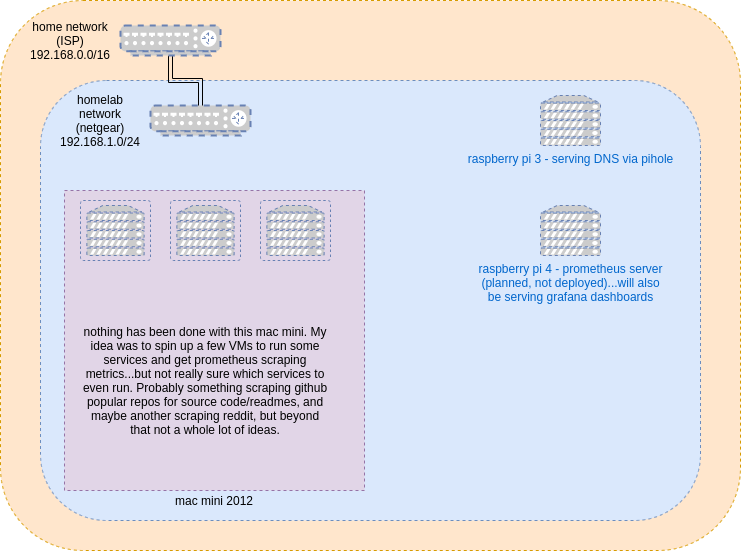 home network
(ISP)
192.168.0.0/16
homelab
network
(netgear)
192.168.1.0/24
raspberry pi 3 - serving DNS via pihole
raspberry pi 4 - prometheus server
(planned, not deployed)...will also
be serving grafana dashboards
nothing has been done with this mac mini. My
idea was to spin up a few VMs to run some
services and get prometheus scraping
metrics...but not really sure which services to
even run. Probably something scraping github
popular repos for source code/readmes, and
maybe another scraping reddit, but beyond
that not a whole lot of ideas.
mac mini 2012